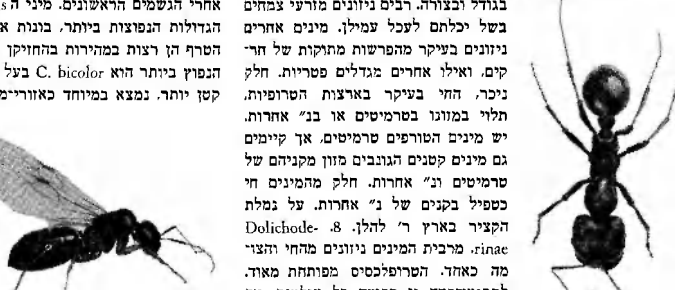 אחרי הגשמים הראשונים. מיני ה
הגדולות הנפוצות ביותר, בונות
הטרף הן רצות במהירות בהחזיקן
הנפוץ ביותר הוא C. bicolor בעל
קטן יותר. נמצא במיוחד כאזורי
בגודל ובצורה. רבים ניזונים מזרעי צמחים
בשל יכלתם לעכל עמילן. מינים אחרים
ניזונים בעיקר מהפרשות מתוקות של חר־
קים, ואילו אחרים מגדלים פטריות. חלק
ניכר, החי בעיקר בארצות הטרופיות,
תלוי במזונו בטרמיטים או בנ״ אחרות.
יש מינים הטורפים טרמיטים, אך קיימים
גם מינים קטנים הגונבים מזון מקניהם של
טרמיטים ונ״ אחרות. חלק מהמינים חי
כטפיל בקנים של נ״ אחרות. על נמלת
הקציר בארץ ר׳ להלן. 8. Dolichode-
rinae. מרבית המינים ניזונים מהחי והצו־
מח כאחד. הטרופלכסיס מפותחת מאוד.